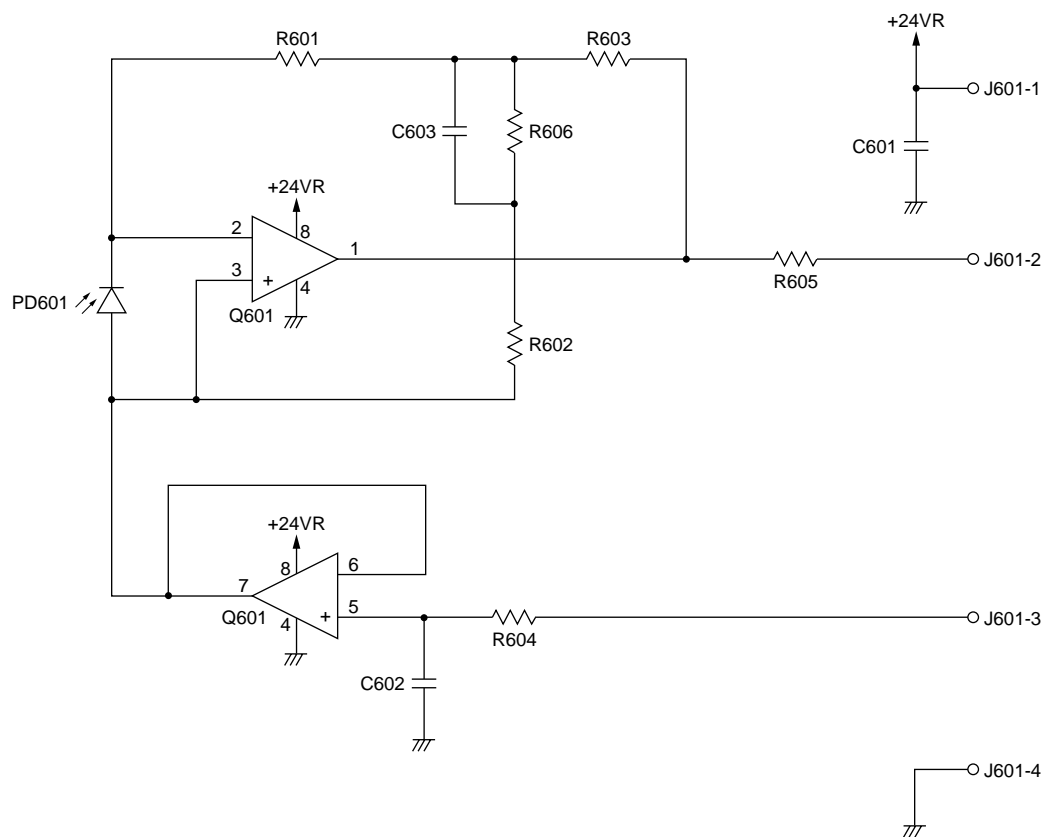 R601
R603
+24VR
J601-1
C603
R606
C601
+24VR
2
8
1
3
+
4
Q601
PD601
J601-2
R605
R602
+24VR
8
6
7
5
Q601
4
+
R604
J601-3
C602
J601-4